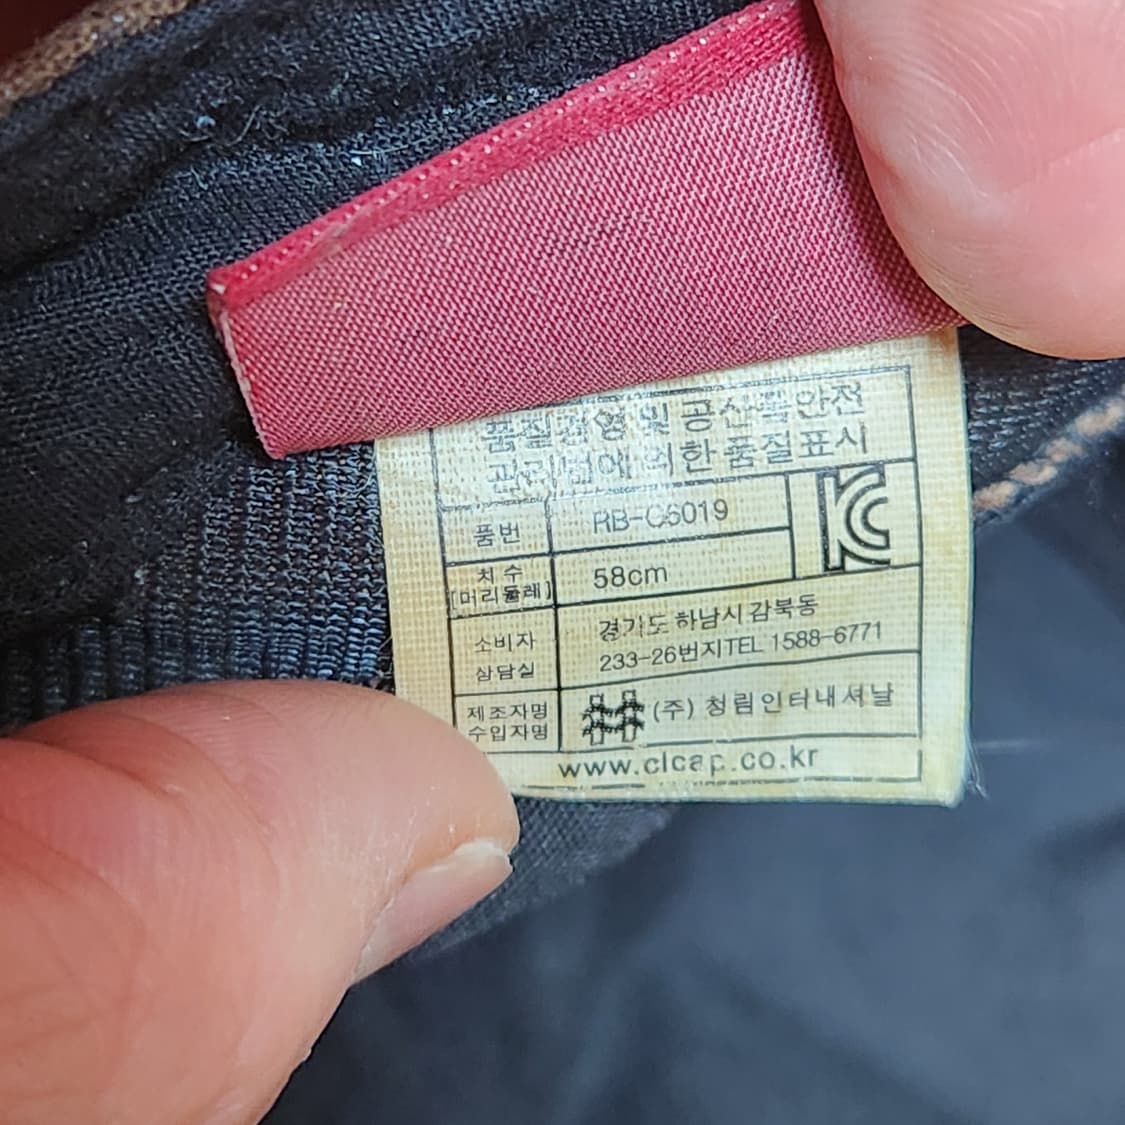 품질경영 및 공산품안전
관리법에 의한 품질표시
품번 RB-C5019
KC
치 수
[머리둘레] 58cm
소비자
상담실
경기도 하남시 감북동
233-26번지TEL 1588-6771
제조자명
수입자명
(주) 청림인터내셔날
www.clcap.co.kr